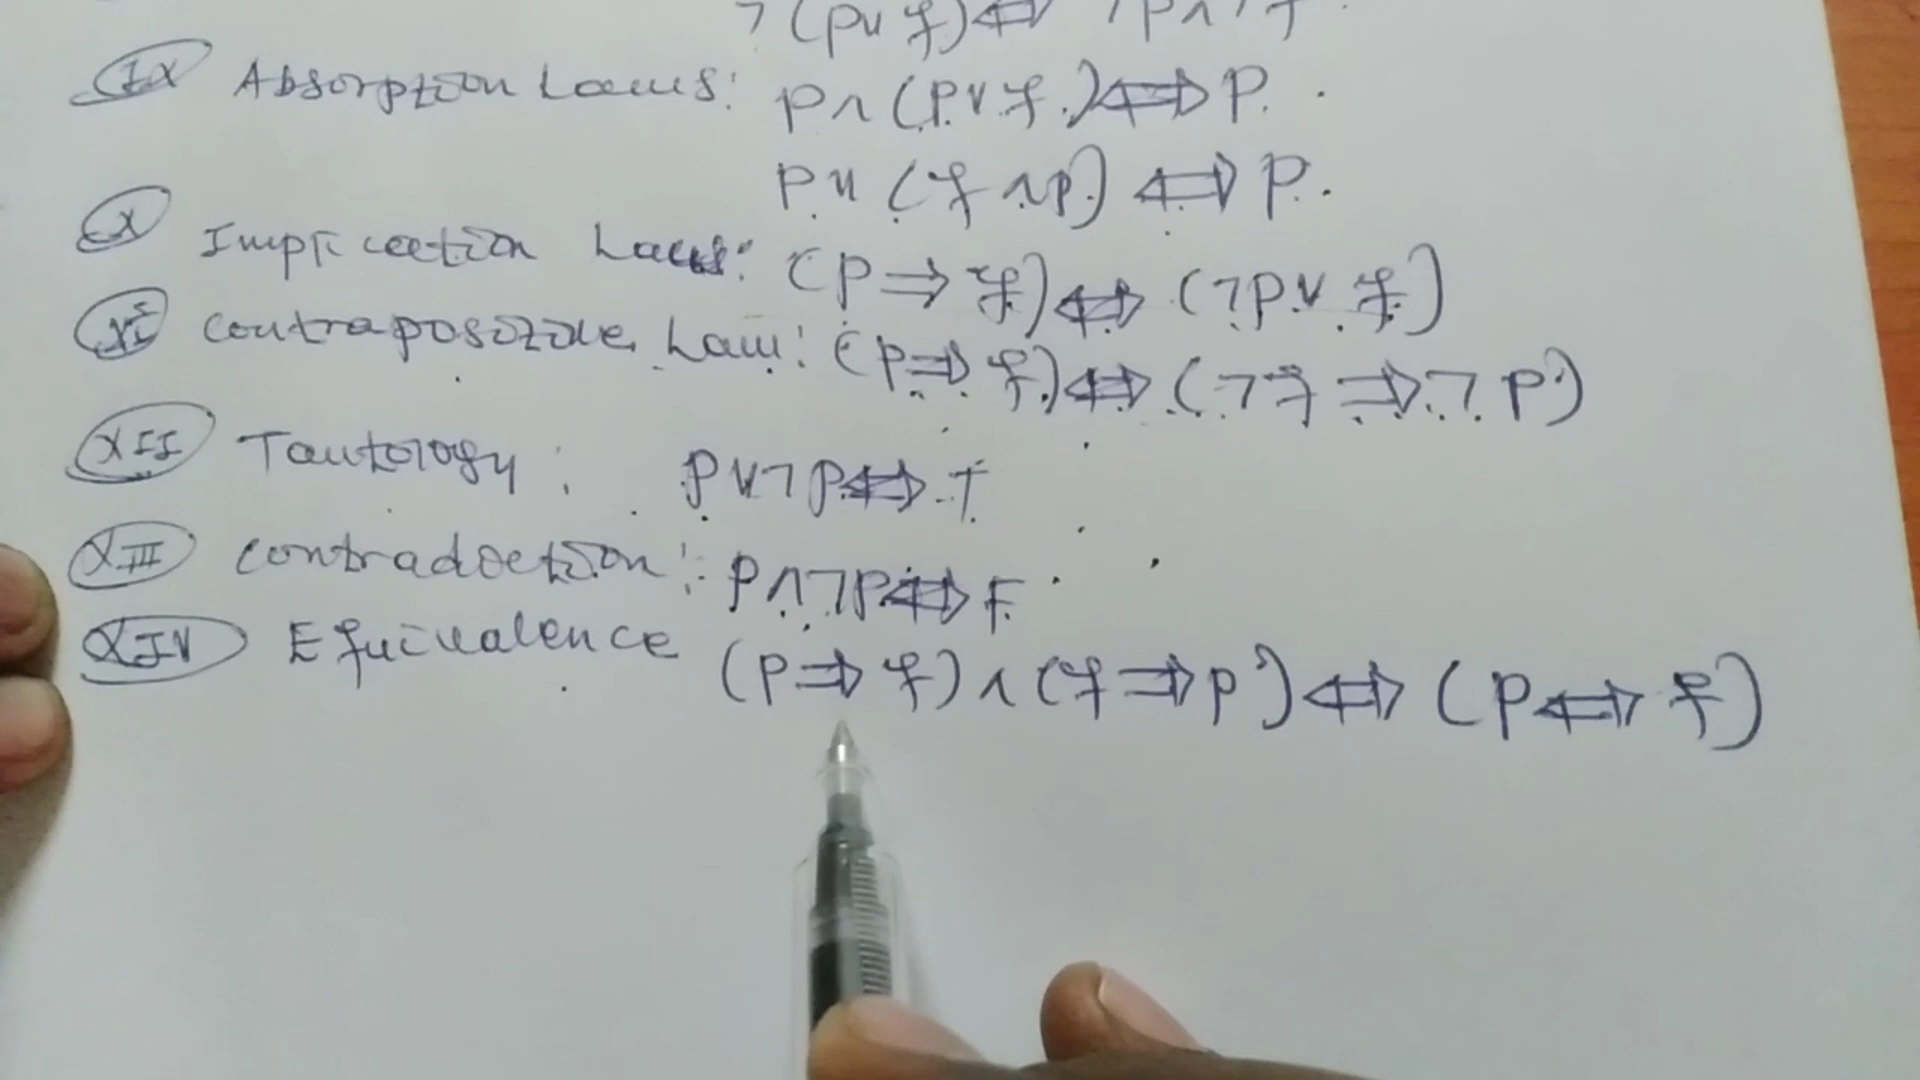 ¬(p∨q)⇔ ¬p∧¬q
IX Absorption Laws: p∧(p∨q)⇔p.
p∨(q∧p)⇔p.
X Implication Laws: (p⇒q)⇔(¬p∨q)
XI Contrapositive Law: (p⇒q)⇔(¬q⇒¬p)
XII Tautology: p∨¬p⇔T
XIII Contradiction: p∧¬p⇔F
XIV Equivalence (p⇒q)∧(q⇒p)⇔(p⇔q)